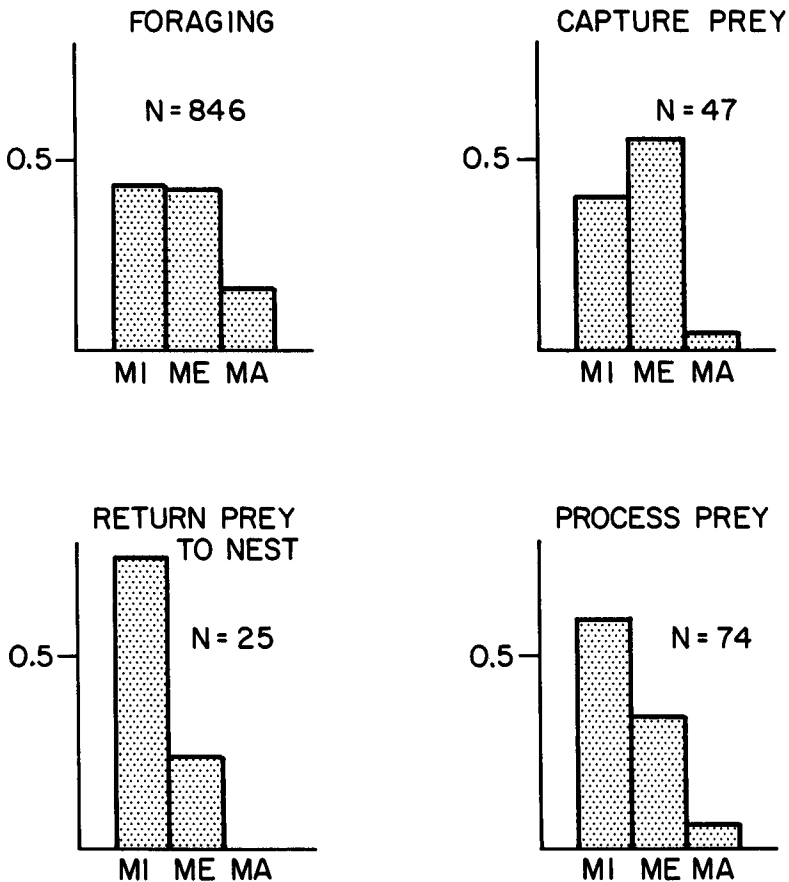 FORAGING
N = 846
0.5
MI ME MA
CAPTURE PREY
N = 47
0.5
MI ME MA
RETURN PREY
TO NEST
N = 25
0.5
MI ME MA
PROCESS PREY
N = 74
0.5
MI ME MA